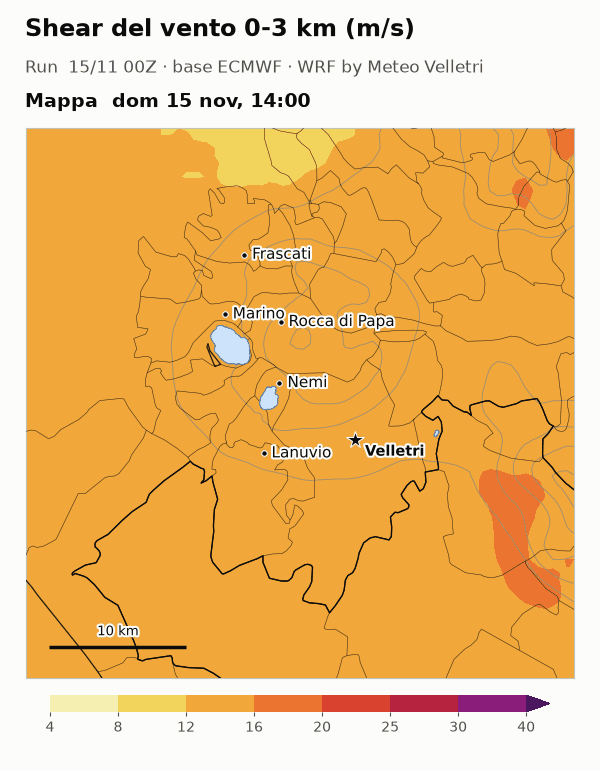 Shear del vento 0-3 km (m/s)
Run 15/11 00Z · base ECMWF · WRF by Meteo Velletri
Mappa dom 15 nov, 14:00
Frascati
Marino
Rocca di Papa
Nemi
Velletri
Lanuvio
10 km
4 8 12 16 20 25 30 40